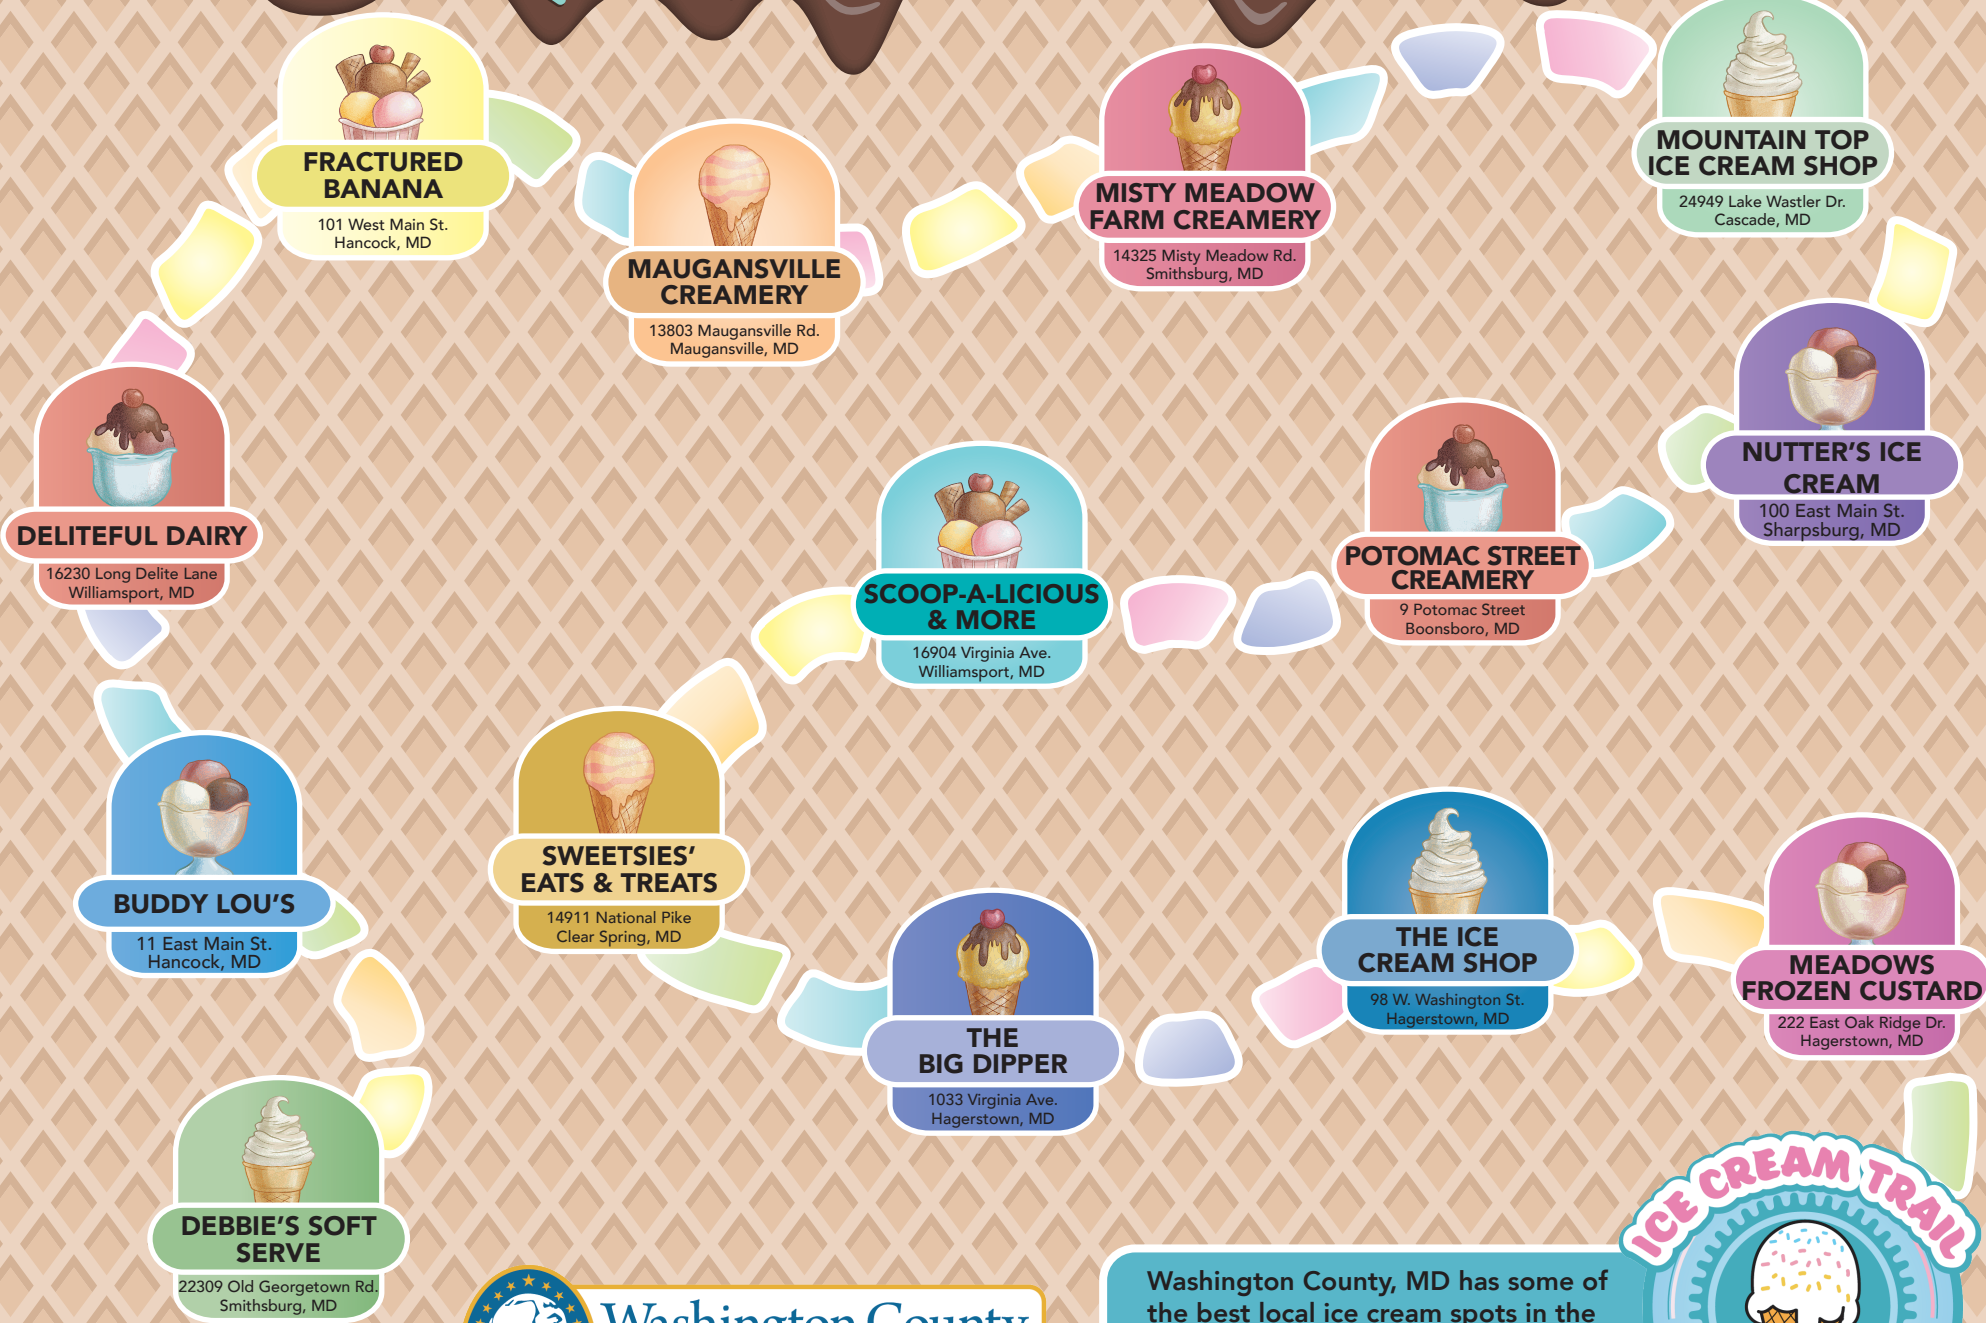 FRACTURED
BANANA
101 West Main St.
Hancock, MD
MAUGANSVILLE
CREAMERY
13803 Maugansville Rd.
Maugansville, MD
MISTY MEADOW
FARM CREAMERY
14325 Misty Meadow Rd.
Smithsburg, MD
MOUNTAIN TOP
ICE CREAM SHOP
24949 Lake Wastler Dr.
Cascade, MD
DELITEFUL DAIRY
16230 Long Delite Lane
Williamsport, MD
SCOOP-A-LICIOUS
& MORE
16904 Virginia Ave.
Williamsport, MD
POTOMAC STREET
CREAMERY
9 Potomac Street
Boonsboro, MD
NUTTER'S ICE
CREAM
100 East Main St.
Sharpsburg, MD
BUDDY LOU'S
11 East Main St.
Hancock, MD
SWEETSIES'
EATS & TREATS
14911 National Pike
Clear Spring, MD
THE
BIG DIPPER
1033 Virginia Ave.
Hagerstown, MD
THE ICE
CREAM SHOP
98 W. Washington St.
Hagerstown, MD
MEADOWS
FROZEN CUSTARD
222 East Oak Ridge Dr.
Hagerstown, MD
DEBBIE'S SOFT
SERVE
22309 Old Georgetown Rd.
Smithsburg, MD
Washington County
Washington County, MD has some of
the best local ice cream spots in the
ICE CREAM TRAIL